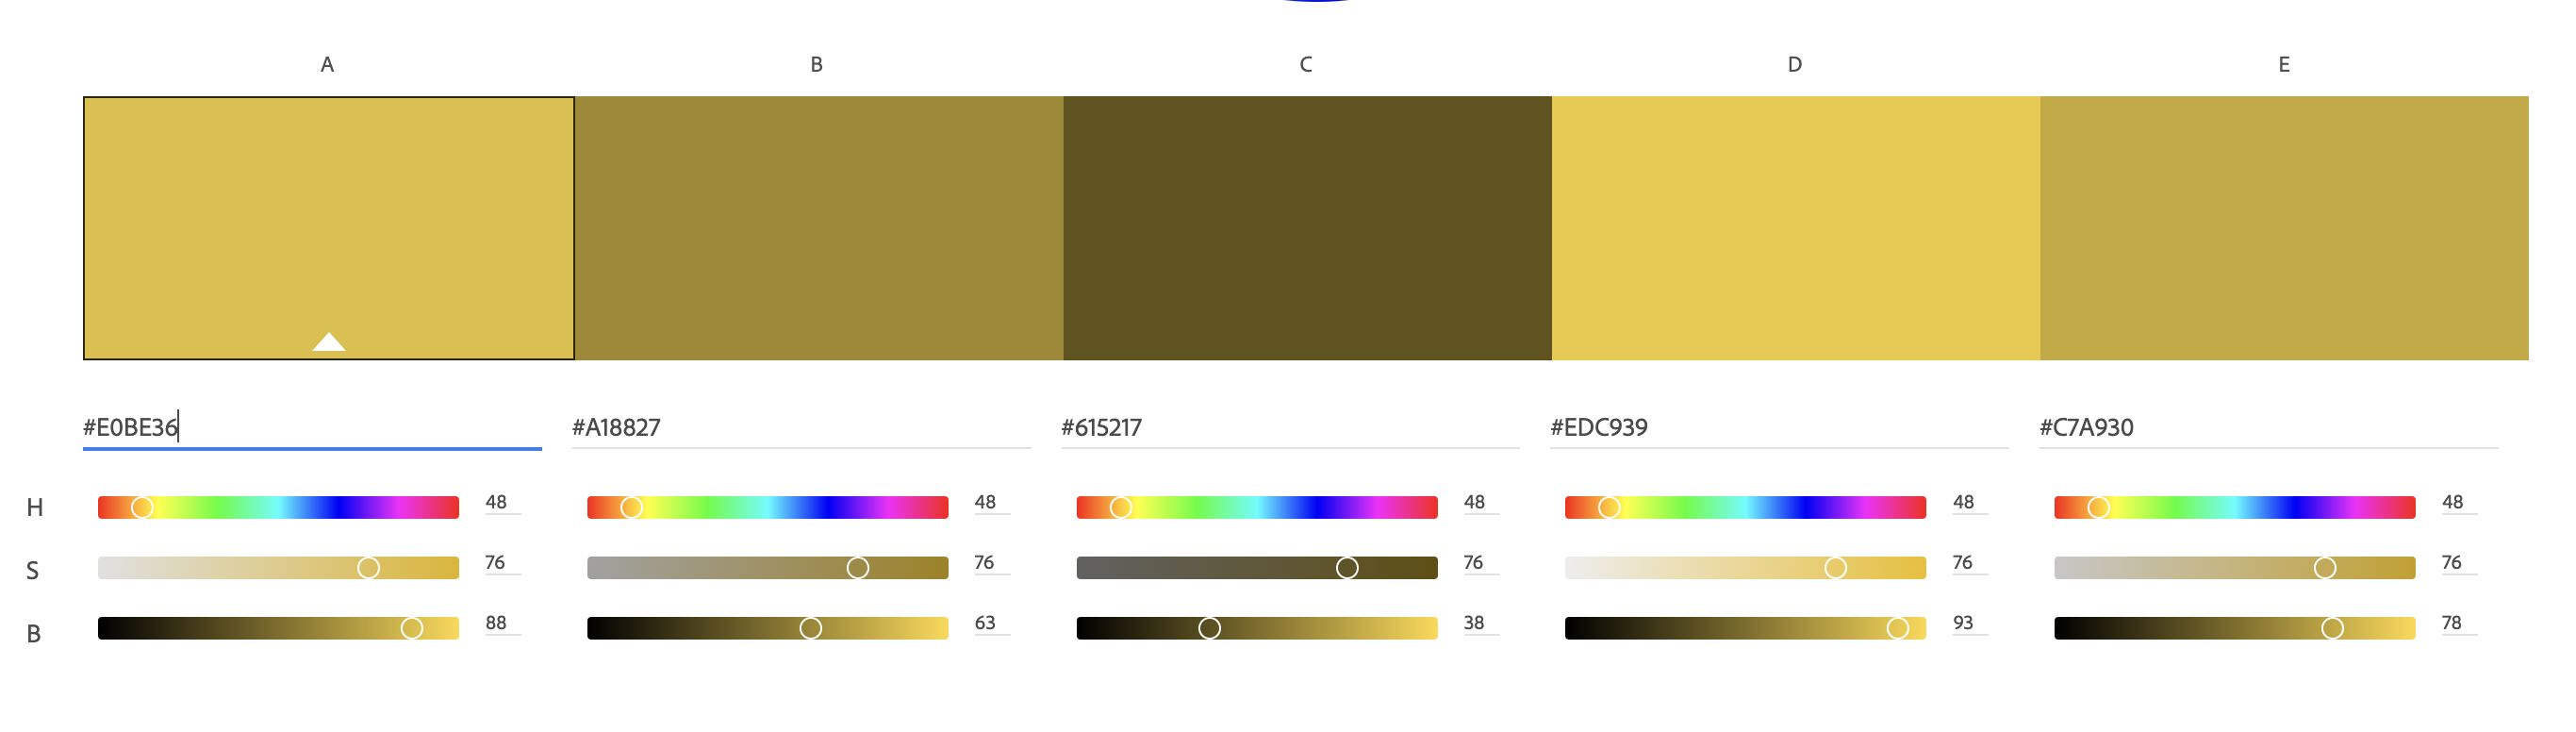 A B C D E
#E0BE36 #A18827 #615217 #EDC939 #C7A930
H 48 48 48 48 48
S 76 76 76 76 76
B 88 63 38 93 78